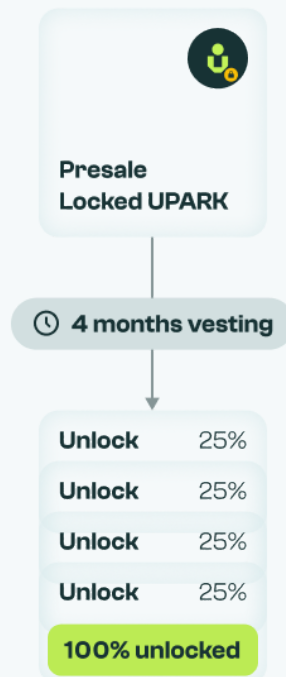 Presale
Locked UPARK
4 months vesting
Unlock 25%
Unlock 25%
Unlock 25%
Unlock 25%
100% unlocked